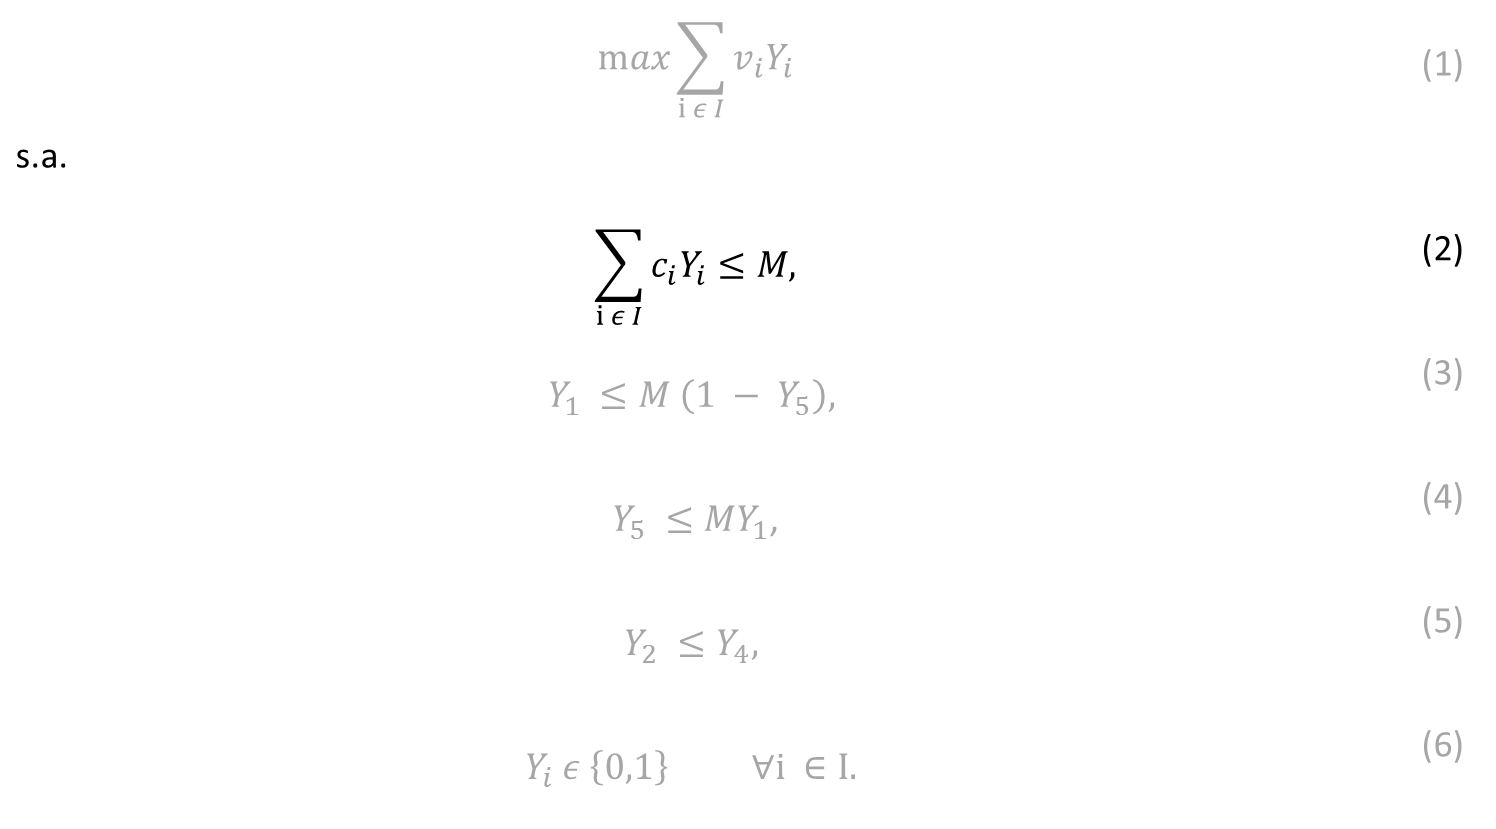 max ∑ v_i Y_i (1)
i ϵ I
s.a.
∑ c_i Y_i ≤ M, (2)
i ϵ I
Y_1 ≤ M (1 − Y_5), (3)
Y_5 ≤ MY_1, (4)
Y_2 ≤ Y_4, (5)
Y_i ϵ {0,1} ∀i ∈ I. (6)